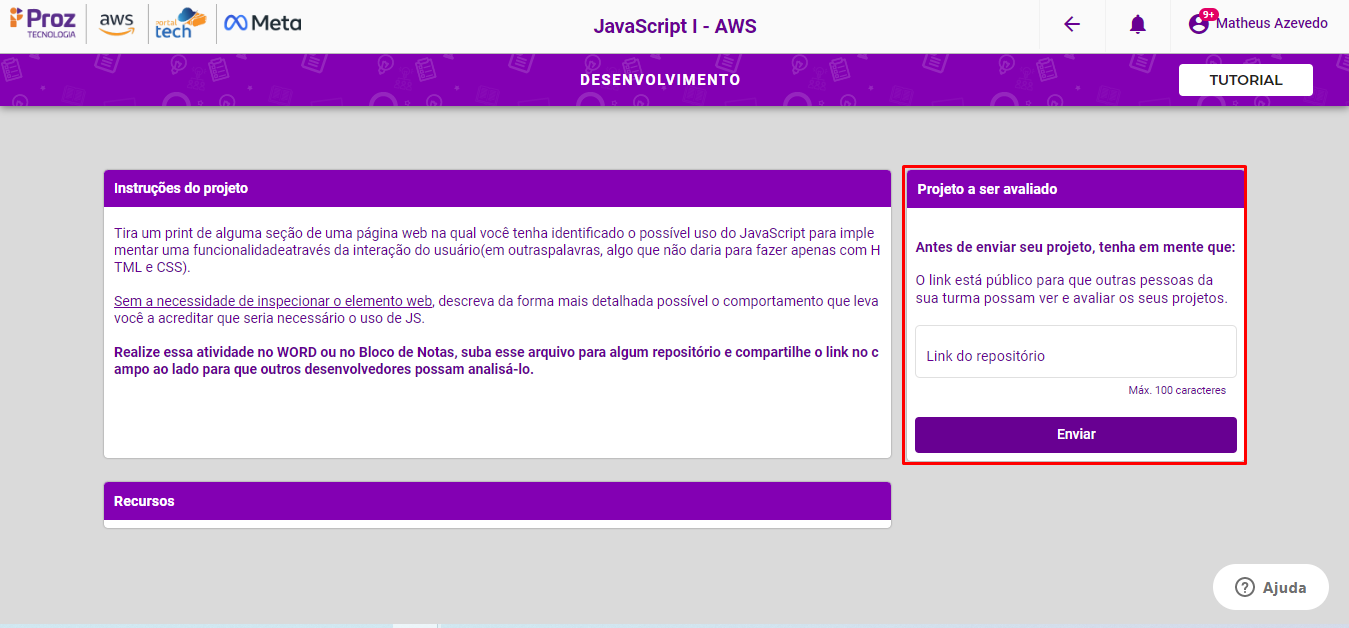 Proz
TECNOLOGIA
aws
portal
tech
Meta
JavaScript I - AWS
9+
Matheus Azevedo
DESENVOLVIMENTO
TUTORIAL
Instruções do projeto
Tira um print de alguma seção de uma página web na qual você tenha identificado o possível uso do JavaScript para imple
mentar uma funcionalidadeatravés da interação do usuário(em outraspalavras, algo que não daria para fazer apenas com H
TML e CSS).
Sem a necessidade de inspecionar o elemento web, descreva da forma mais detalhada possível o comportamento que leva
você a acreditar que seria necessário o uso de JS.
Realize essa atividade no WORD ou no Bloco de Notas, suba esse arquivo para algum repositório e compartilhe o link no c
ampo ao lado para que outros desenvolvedores possam analisá-lo.
Projeto a ser avaliado
Antes de enviar seu projeto, tenha em mente que:
O link está público para que outras pessoas da
sua turma possam ver e avaliar os seus projetos.
Link do repositório
Máx. 100 caracteres
Enviar
Recursos
Ajuda